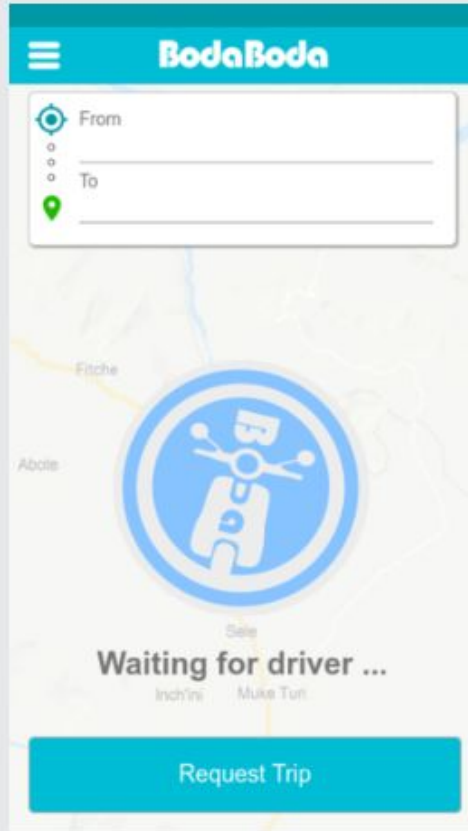 BodaBoda
From
To
Fitche
Abote
B
a
Sele
Waiting for driver ...
Inch'ini Muke Turi
Request Trip